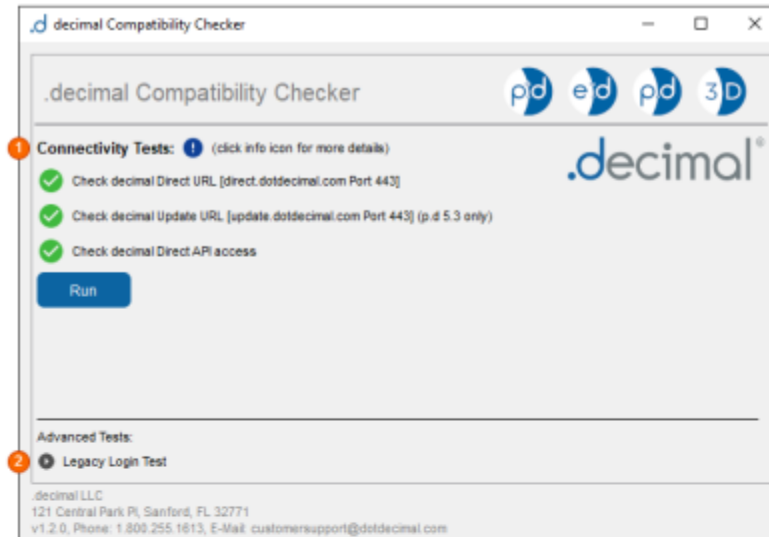 .d decimal Compatibility Checker
.decimal Compatibility Checker
p.d e.d p.d 3D
1 Connectivity Tests: ! (click info icon for more details)
.decimal®
Check decimal Direct URL [direct.dotdecimal.com Port 443]
Check decimal Update URL [update.dotdecimal.com Port 443] (p.d 5.3 only)
Check decimal Direct API access
Run
Advanced Tests:
2 Legacy Login Test
.decimal LLC
121 Central Park Pl, Sanford, FL 32771
v1.2.0, Phone: 1.800.255.1613, E-Mail: customersupport@dotdecimal.com